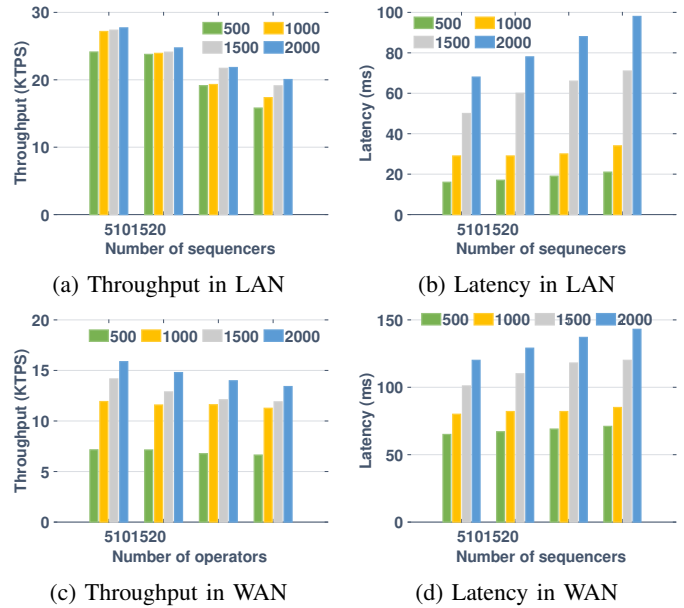 Throughput (KTPS)
30
20
10
0
500 1000
1500 2000
5101520
Number of sequencers
(a) Throughput in LAN
Latency (ms)
100
80
60
40
20
0
500 1000
1500 2000
5101520
Number of sequnecers
(b) Latency in LAN
Throughput (KTPS)
20
15
10
5
0
500 1000 1500 2000
5101520
Number of operators
(c) Throughput in WAN
Latency (ms)
150
100
50
0
500 1000 1500 2000
5101520
Number of sequencers
(d) Latency in WAN